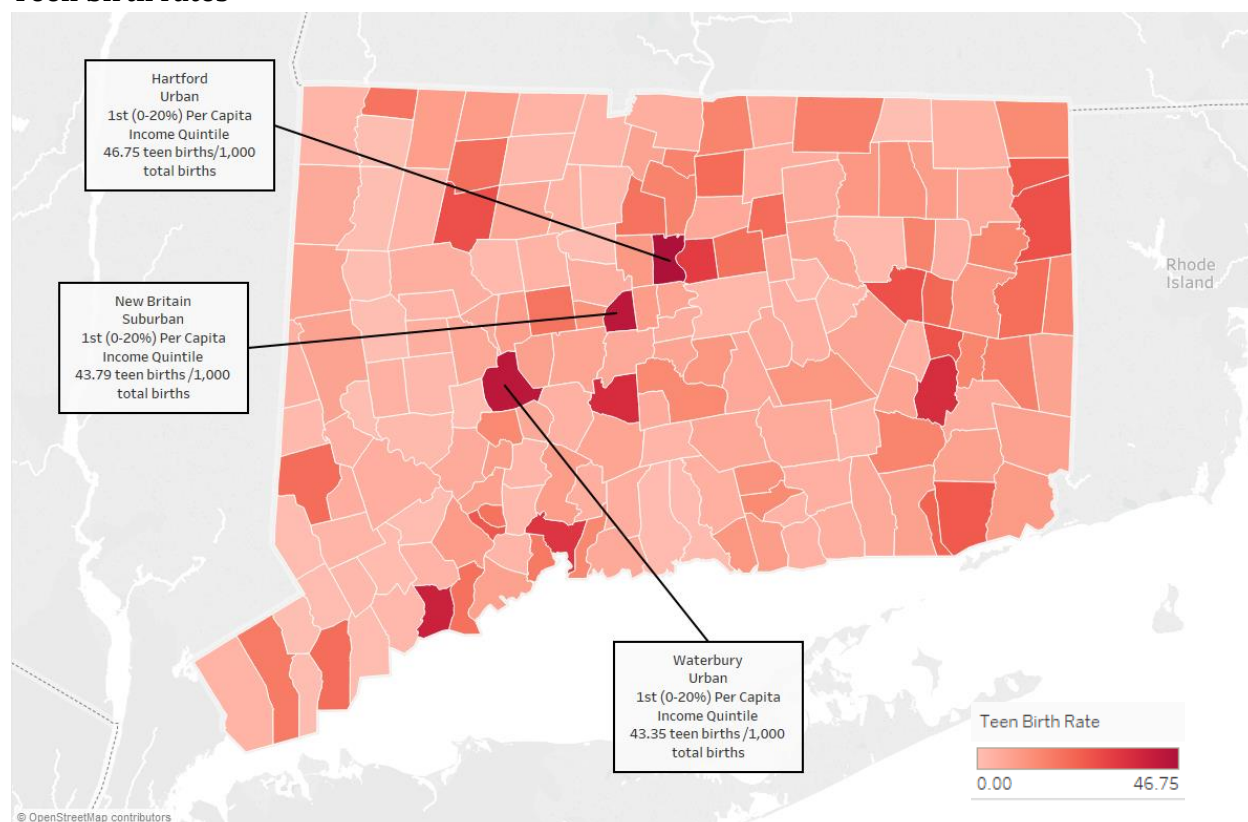 Teen birth rates
Hartford
Urban
1st (0-20%) Per Capita
Income Quintile
46.75 teen births/1,000
total births
New Britain
Suburban
1st (0-20%) Per Capita
Income Quintile
43.79 teen births /1,000
total births
Rhode
Island
Waterbury
Urban
1st (0-20%) Per Capita
Income Quintile
43.35 teen births /1,000
total births
Teen Birth Rate
0.00 46.75
© OpenStreetMap contributors